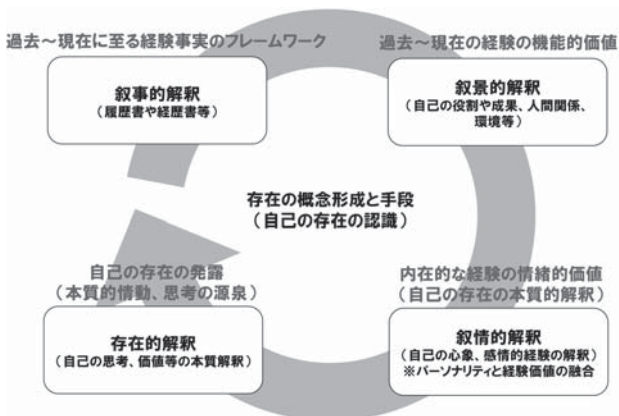 過去～現在に至る経験事実のフレームワーク
叙事的解釈
（履歴書や経歴書等）
過去～現在の経験の機能的価値
叙景的解釈
（自己の役割や成果、人間関係、
環境等）
存在の概念形成と手段
（自己の存在の認識）
自己の存在の発露
（本質的情動、思考の源泉）
存在的解釈
（自己の思考、価値等の本質解釈）
内在的な経験の情緒的価値
（自己の存在の本質的解釈）
叙情的解釈
（自己の心象、感情的経験の解釈）
※パーソナリティと経験価値の融合